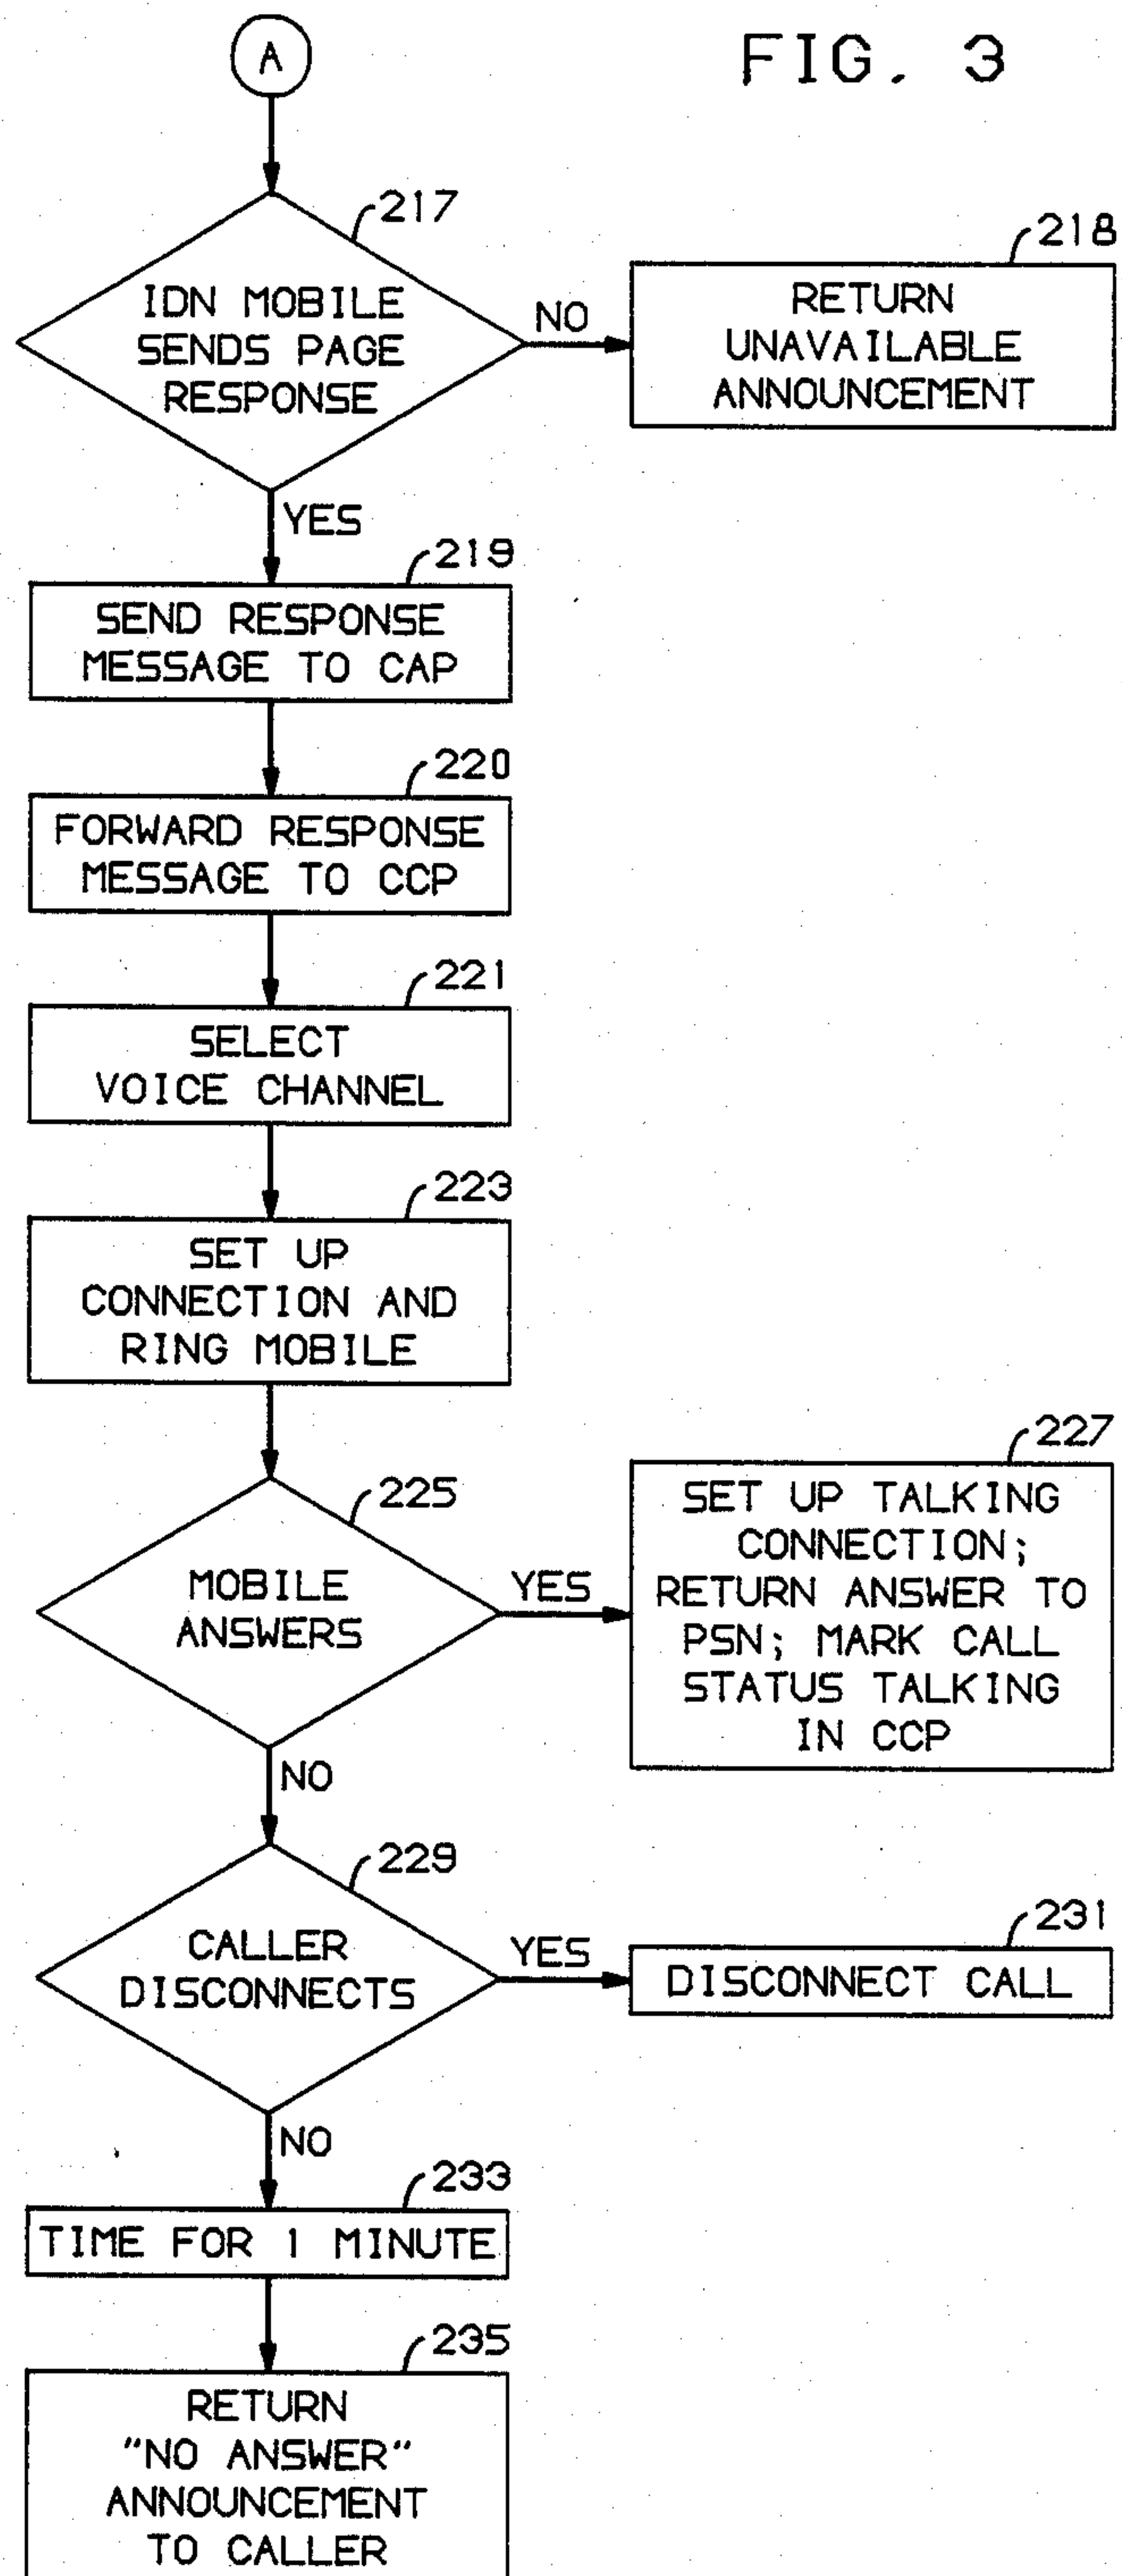 FIG. 3
A
217
IDN MOBILE
SENDS PAGE
RESPONSE
NO
218
RETURN
UNAVAILABLE
ANNOUNCEMENT
YES
219
SEND RESPONSE
MESSAGE TO CAP
220
FORWARD RESPONSE
MESSAGE TO CCP
221
SELECT
VOICE CHANNEL
223
SET UP
CONNECTION AND
RING MOBILE
225
MOBILE
ANSWERS
YES
227
SET UP TALKING
CONNECTION;
RETURN ANSWER TO
PSN; MARK CALL
STATUS TALKING
IN CCP
NO
229
CALLER
DISCONNECTS
YES
231
DISCONNECT CALL
NO
233
TIME FOR 1 MINUTE
235
RETURN
"NO ANSWER"
ANNOUNCEMENT
TO CALLER